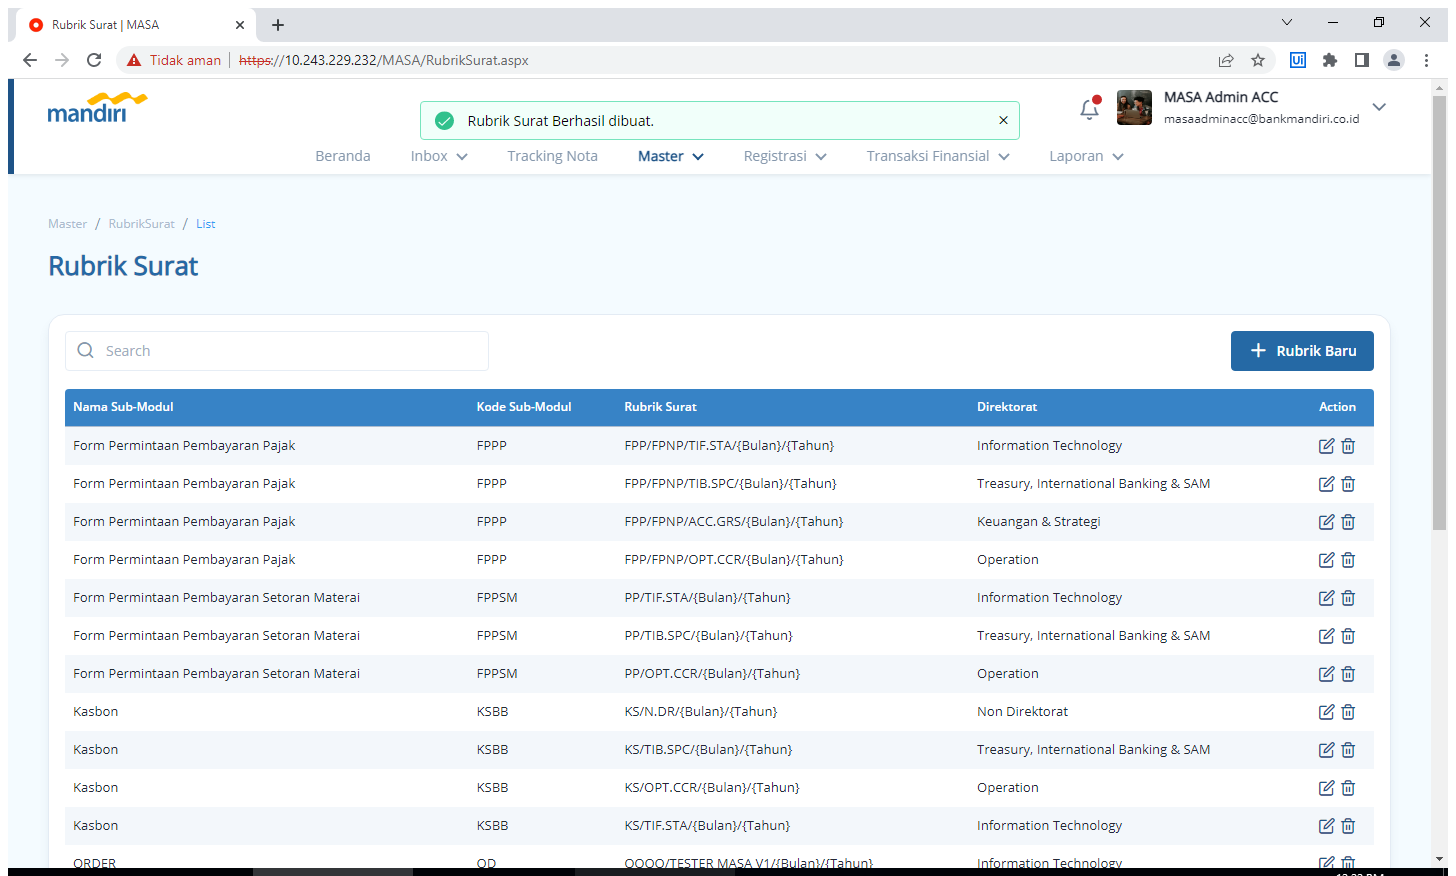 Rubrik Surat | MASA
Tidak aman https://10.243.229.232/MASA/RubrikSurat.aspx
Ui
mandiri
Rubrik Surat Berhasil dibuat.
MASA Admin ACC
masaadminacc@bankmandiri.co.id
Beranda Inbox Tracking Nota Master Registrasi Transaksi Finansial Laporan
Master / RubrikSurat / List
Rubrik Surat
Search
Rubrik Baru
Nama Sub-Modul Kode Sub-Modul Rubrik Surat Direktorat Action
Form Permintaan Pembayaran Pajak FPPP FPP/FPNP/TIF.STA/{Bulan}/{Tahun} Information Technology
Form Permintaan Pembayaran Pajak FPPP FPP/FPNP/TIB.SPC/{Bulan}/{Tahun} Treasury, International Banking & SAM
Form Permintaan Pembayaran Pajak FPPP FPP/FPNP/ACC.GRS/{Bulan}/{Tahun} Keuangan & Strategi
Form Permintaan Pembayaran Pajak FPPP FPP/FPNP/OPT.CCR/{Bulan}/{Tahun} Operation
Form Permintaan Pembayaran Setoran Materai FPPSM PP/TIF.STA/{Bulan}/{Tahun} Information Technology
Form Permintaan Pembayaran Setoran Materai FPPSM PP/TIB.SPC/{Bulan}/{Tahun} Treasury, International Banking & SAM
Form Permintaan Pembayaran Setoran Materai FPPSM PP/OPT.CCR/{Bulan}/{Tahun} Operation
Kasbon KSBB KS/N.DR/{Bulan}/{Tahun} Non Direktorat
Kasbon KSBB KS/TIB.SPC/{Bulan}/{Tahun} Treasury, International Banking & SAM
Kasbon KSBB KS/OPT.CCR/{Bulan}/{Tahun} Operation
Kasbon KSBB KS/TIF.STA/{Bulan}/{Tahun} Information Technology
ORDER OD OOOO/TESTER MASA V1/{Bulan}/{Tahun} Information Technology